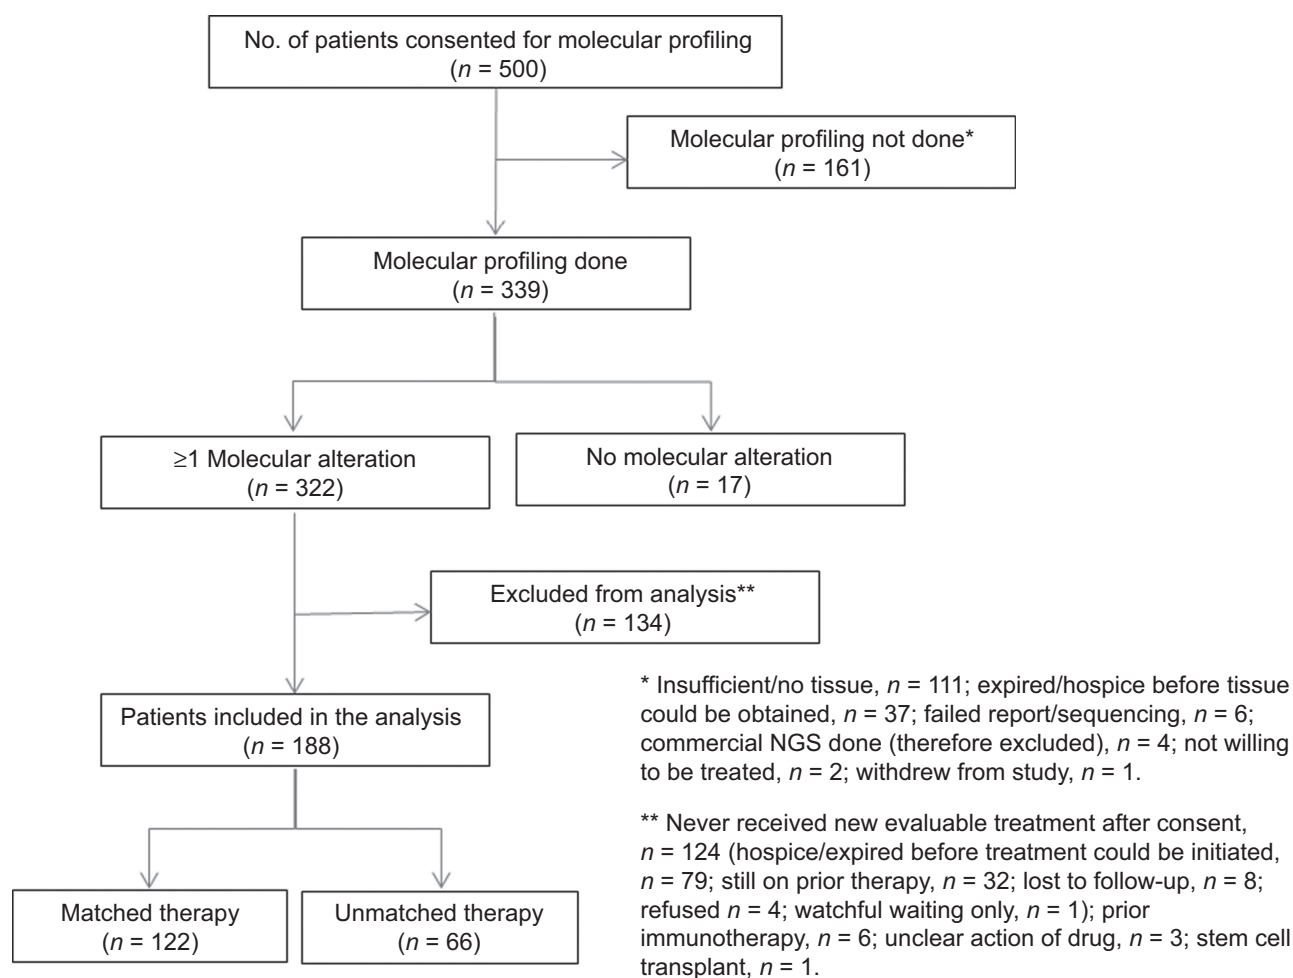 No. of patients consented for molecular profiling
(n = 500)
Molecular profiling not done*
(n = 161)
Molecular profiling done
(n = 339)
≥1 Molecular alteration
(n = 322)
No molecular alteration
(n = 17)
Excluded from analysis**
(n = 134)
Patients included in the analysis
(n = 188)
Matched therapy
(n = 122)
Unmatched therapy
(n = 66)
* Insufficient/no tissue, n = 111; expired/hospice before tissue
could be obtained, n = 37; failed report/sequencing, n = 6;
commercial NGS done (therefore excluded), n = 4; not willing
to be treated, n = 2; withdrew from study, n = 1.
** Never received new evaluable treatment after consent,
n = 124 (hospice/expired before treatment could be initiated,
n = 79; still on prior therapy, n = 32; lost to follow-up, n = 8;
refused n = 4; watchful waiting only, n = 1); prior
immunotherapy, n = 6; unclear action of drug, n = 3; stem cell
transplant, n = 1.